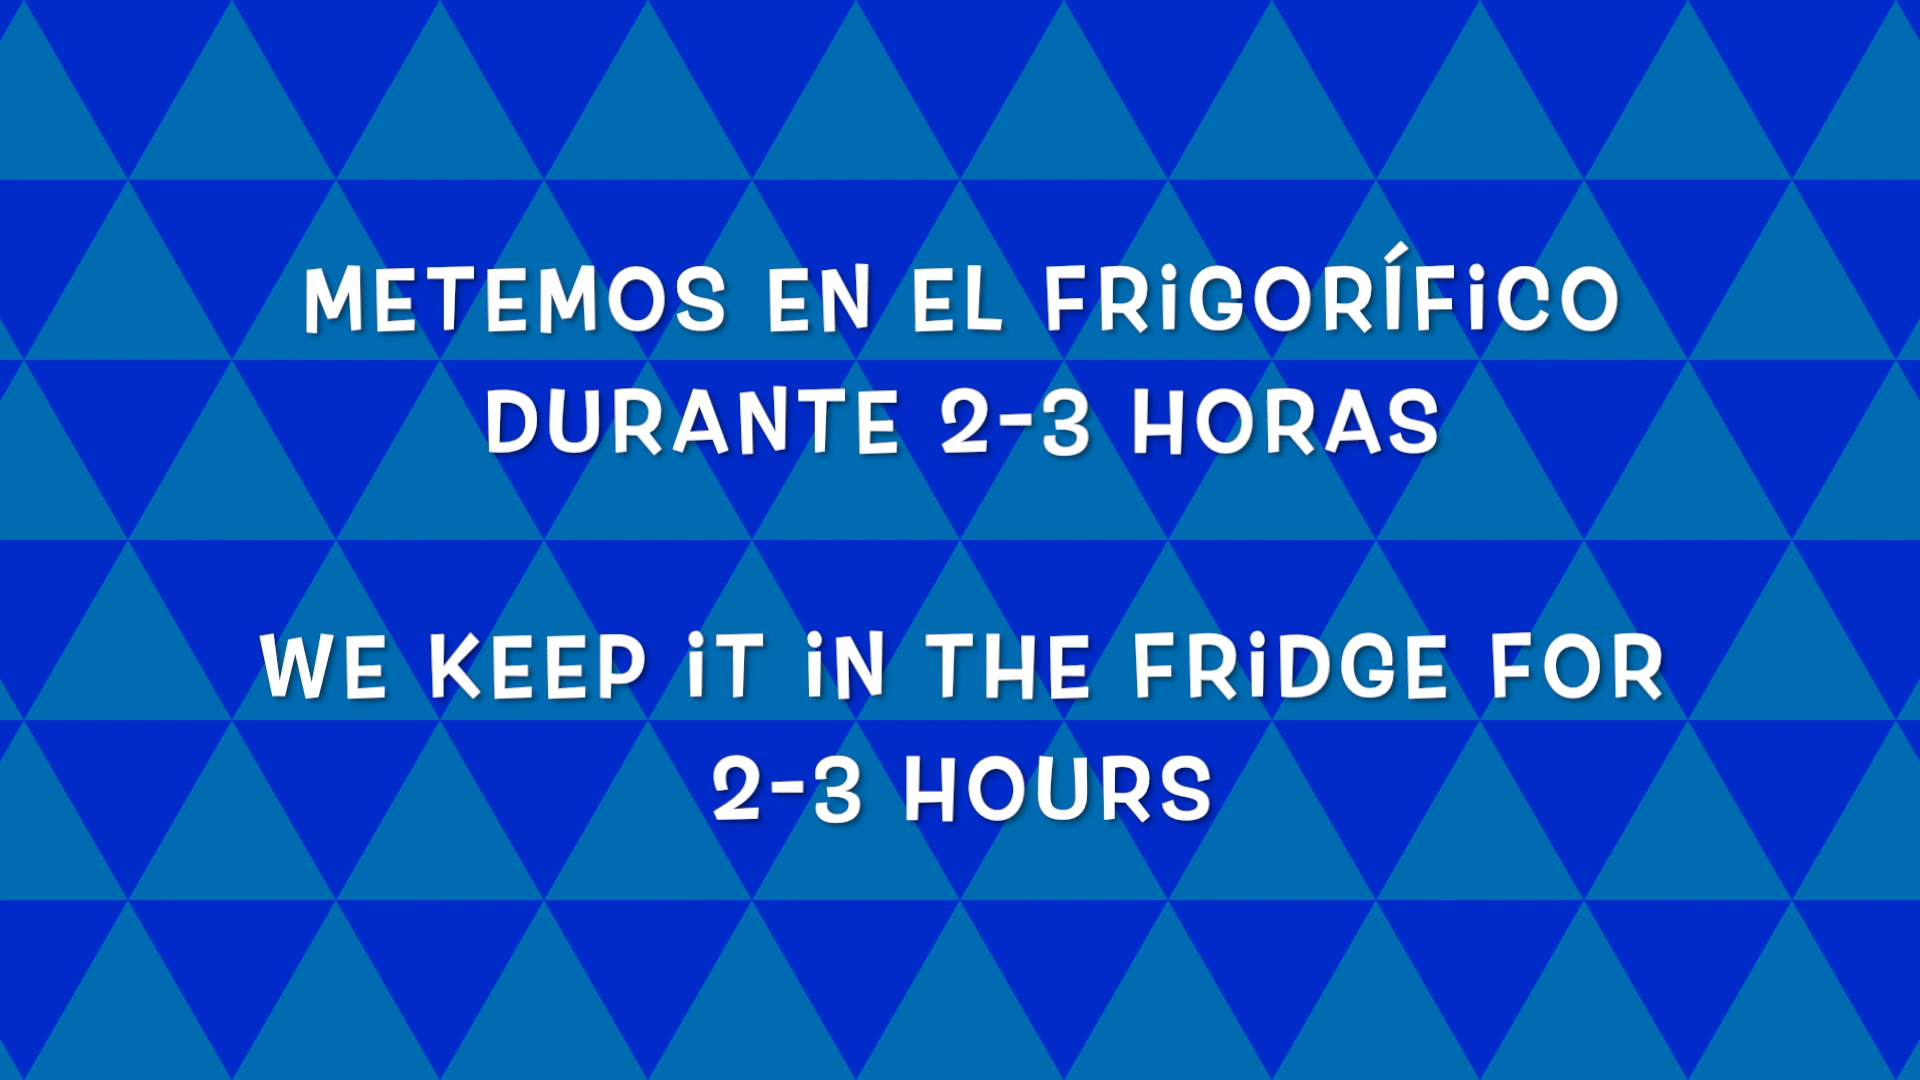 METEMOS EN EL FRIGORÍFICO
DURANTE 2-3 HORAS
WE KEEP IT IN THE FRIDGE FOR
2-3 HOURS